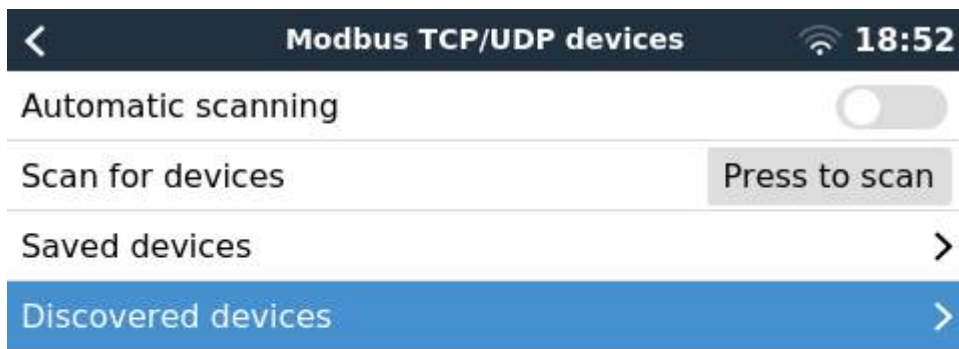 Modbus TCP/UDP devices 18:52
Automatic scanning
Scan for devices Press to scan
Saved devices
Discovered devices